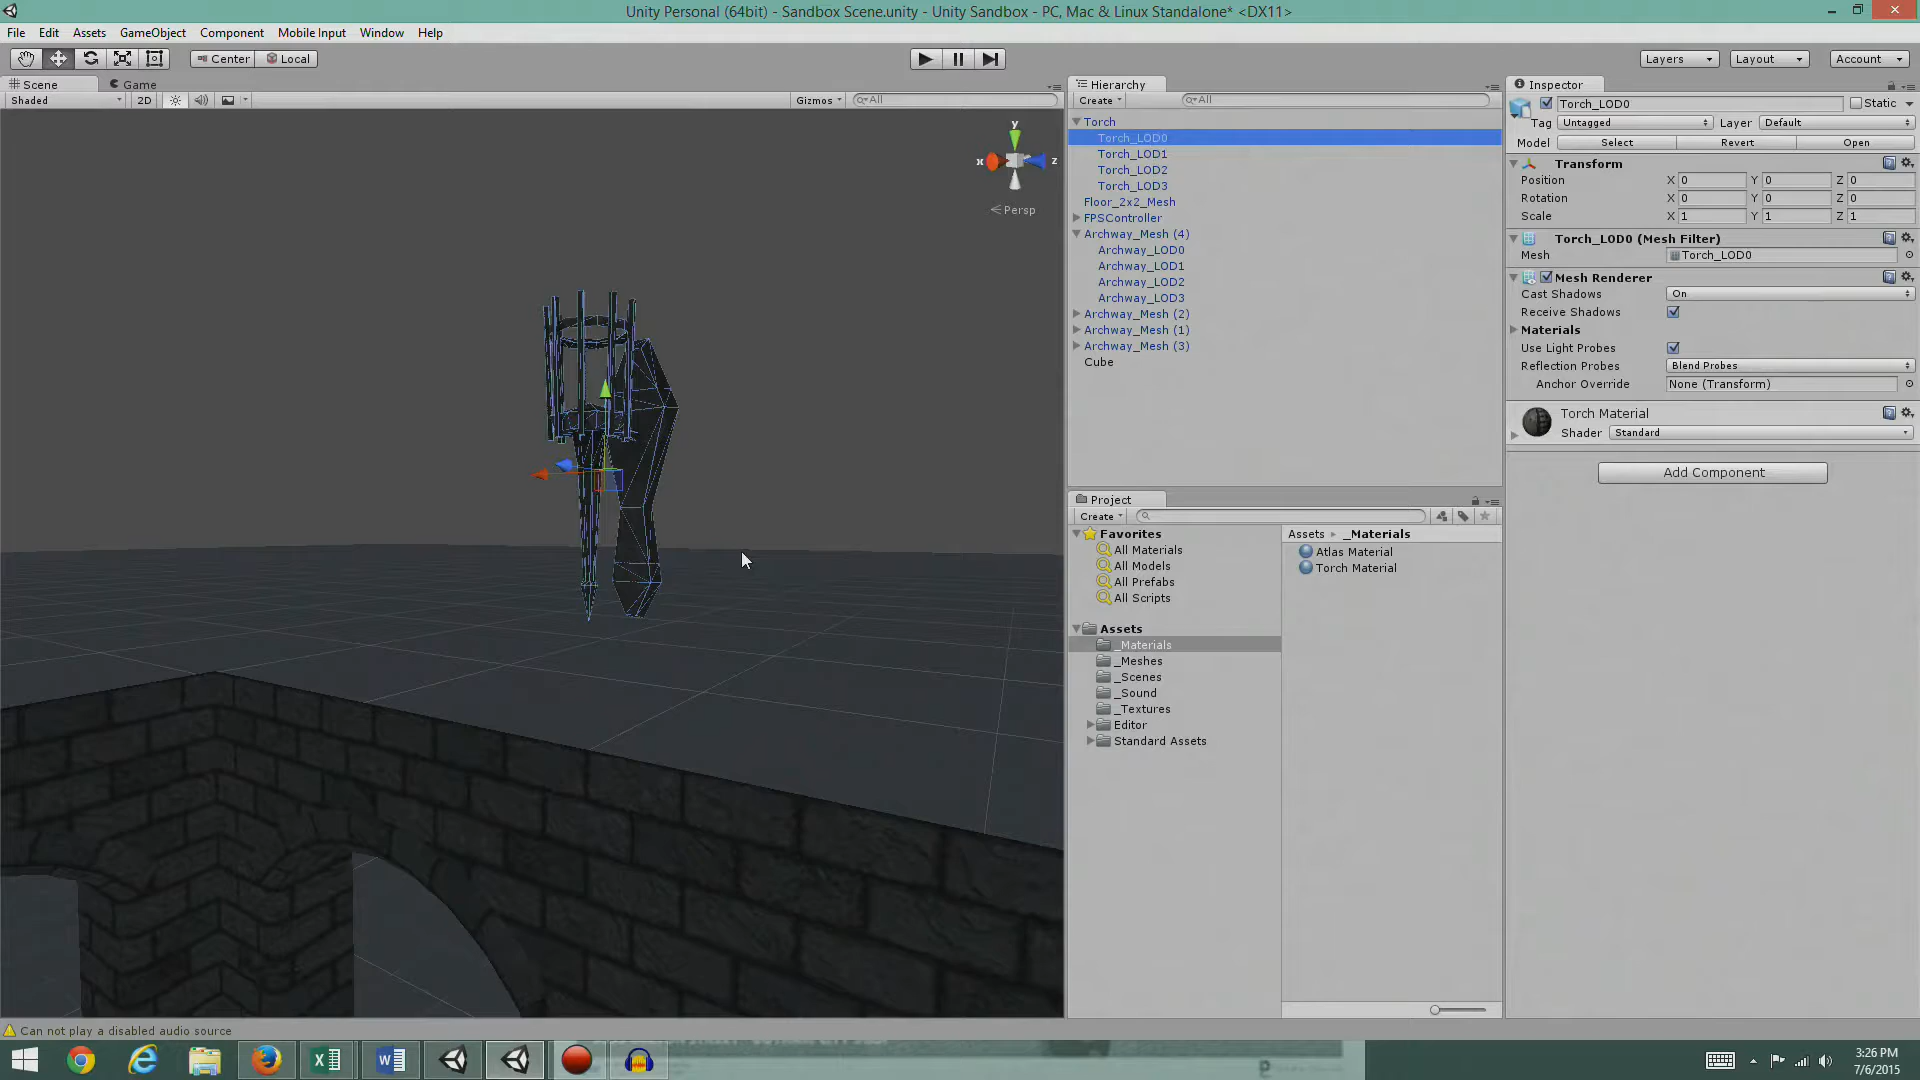 Unity Personal (64bit) - Sandbox Scene.unity - Unity Sandbox - PC, Mac & Linux Standalone* <DX11>
File Edit Assets GameObject Component Mobile Input Window Help
Center Local
Layers Layout Account
Scene Game
Shaded 2D Gizmos All
y
x z
Persp
Hierarchy
Create All
Torch
Torch_LOD0
Torch_LOD1
Torch_LOD2
Torch_LOD3
Floor_2x2_Mesh
FPSController
Archway_Mesh (4)
Archway_LOD0
Archway_LOD1
Archway_LOD2
Archway_LOD3
Archway_Mesh (2)
Archway_Mesh (1)
Archway_Mesh (3)
Cube
Project
Create
Favorites
All Materials
All Models
All Prefabs
All Scripts
Assets
_Materials
_Meshes
_Scenes
_Sound
_Textures
Editor
Standard Assets
Assets _Materials
Atlas Material
Torch Material
Inspector
Torch_LOD0 Static
Tag Untagged Layer Default
Model Select Revert Open
Transform
Position X 0 Y 0 Z 0
Rotation X 0 Y 0 Z 0
Scale X 1 Y 1 Z 1
Torch_LOD0 (Mesh Filter)
Mesh Torch_LOD0
Mesh Renderer
Cast Shadows On
Receive Shadows
Materials
Use Light Probes
Reflection Probes Blend Probes
Anchor Override None (Transform)
Torch Material
Shader Standard
Add Component
Can not play a disabled audio source
3:26 PM
7/6/2015